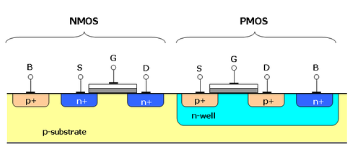 NMOS PMOS
B S G D S G D B
p+ n+ n+ p+ p+ n+
n-well
p-substrate